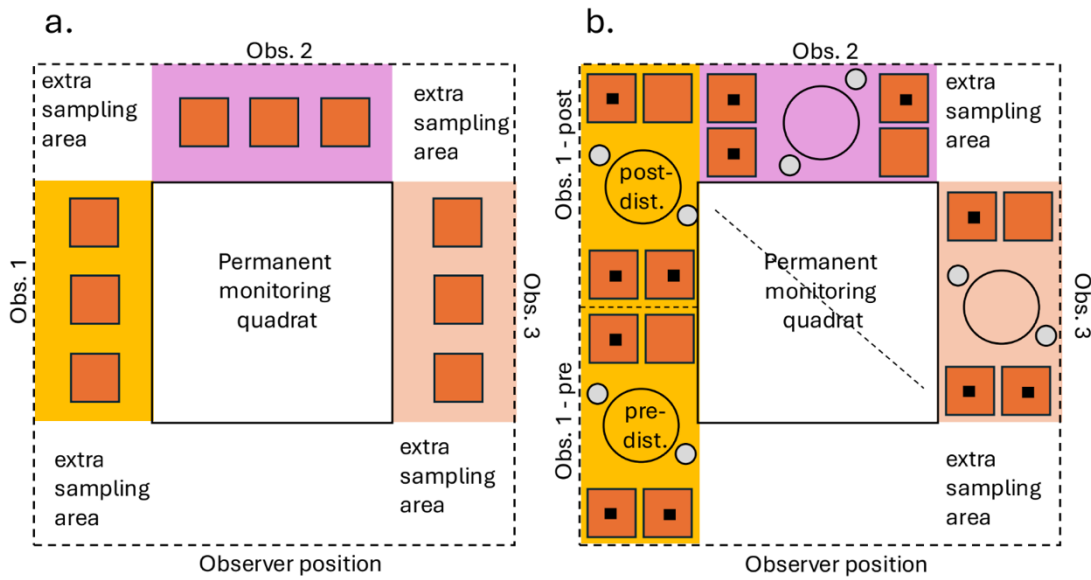 a.
Obs. 2
extra
sampling
area
extra
sampling
area
Obs. 1
Permanent
monitoring
quadrat
Obs. 3
extra
sampling
area
extra
sampling
area
Observer position
b.
Obs. 2
Obs. 1 - post
extra
sampling
area
post-
dist.
Permanent
monitoring
quadrat
Obs. 3
Obs. 1 - pre
pre-
dist.
extra
sampling
area
Observer position